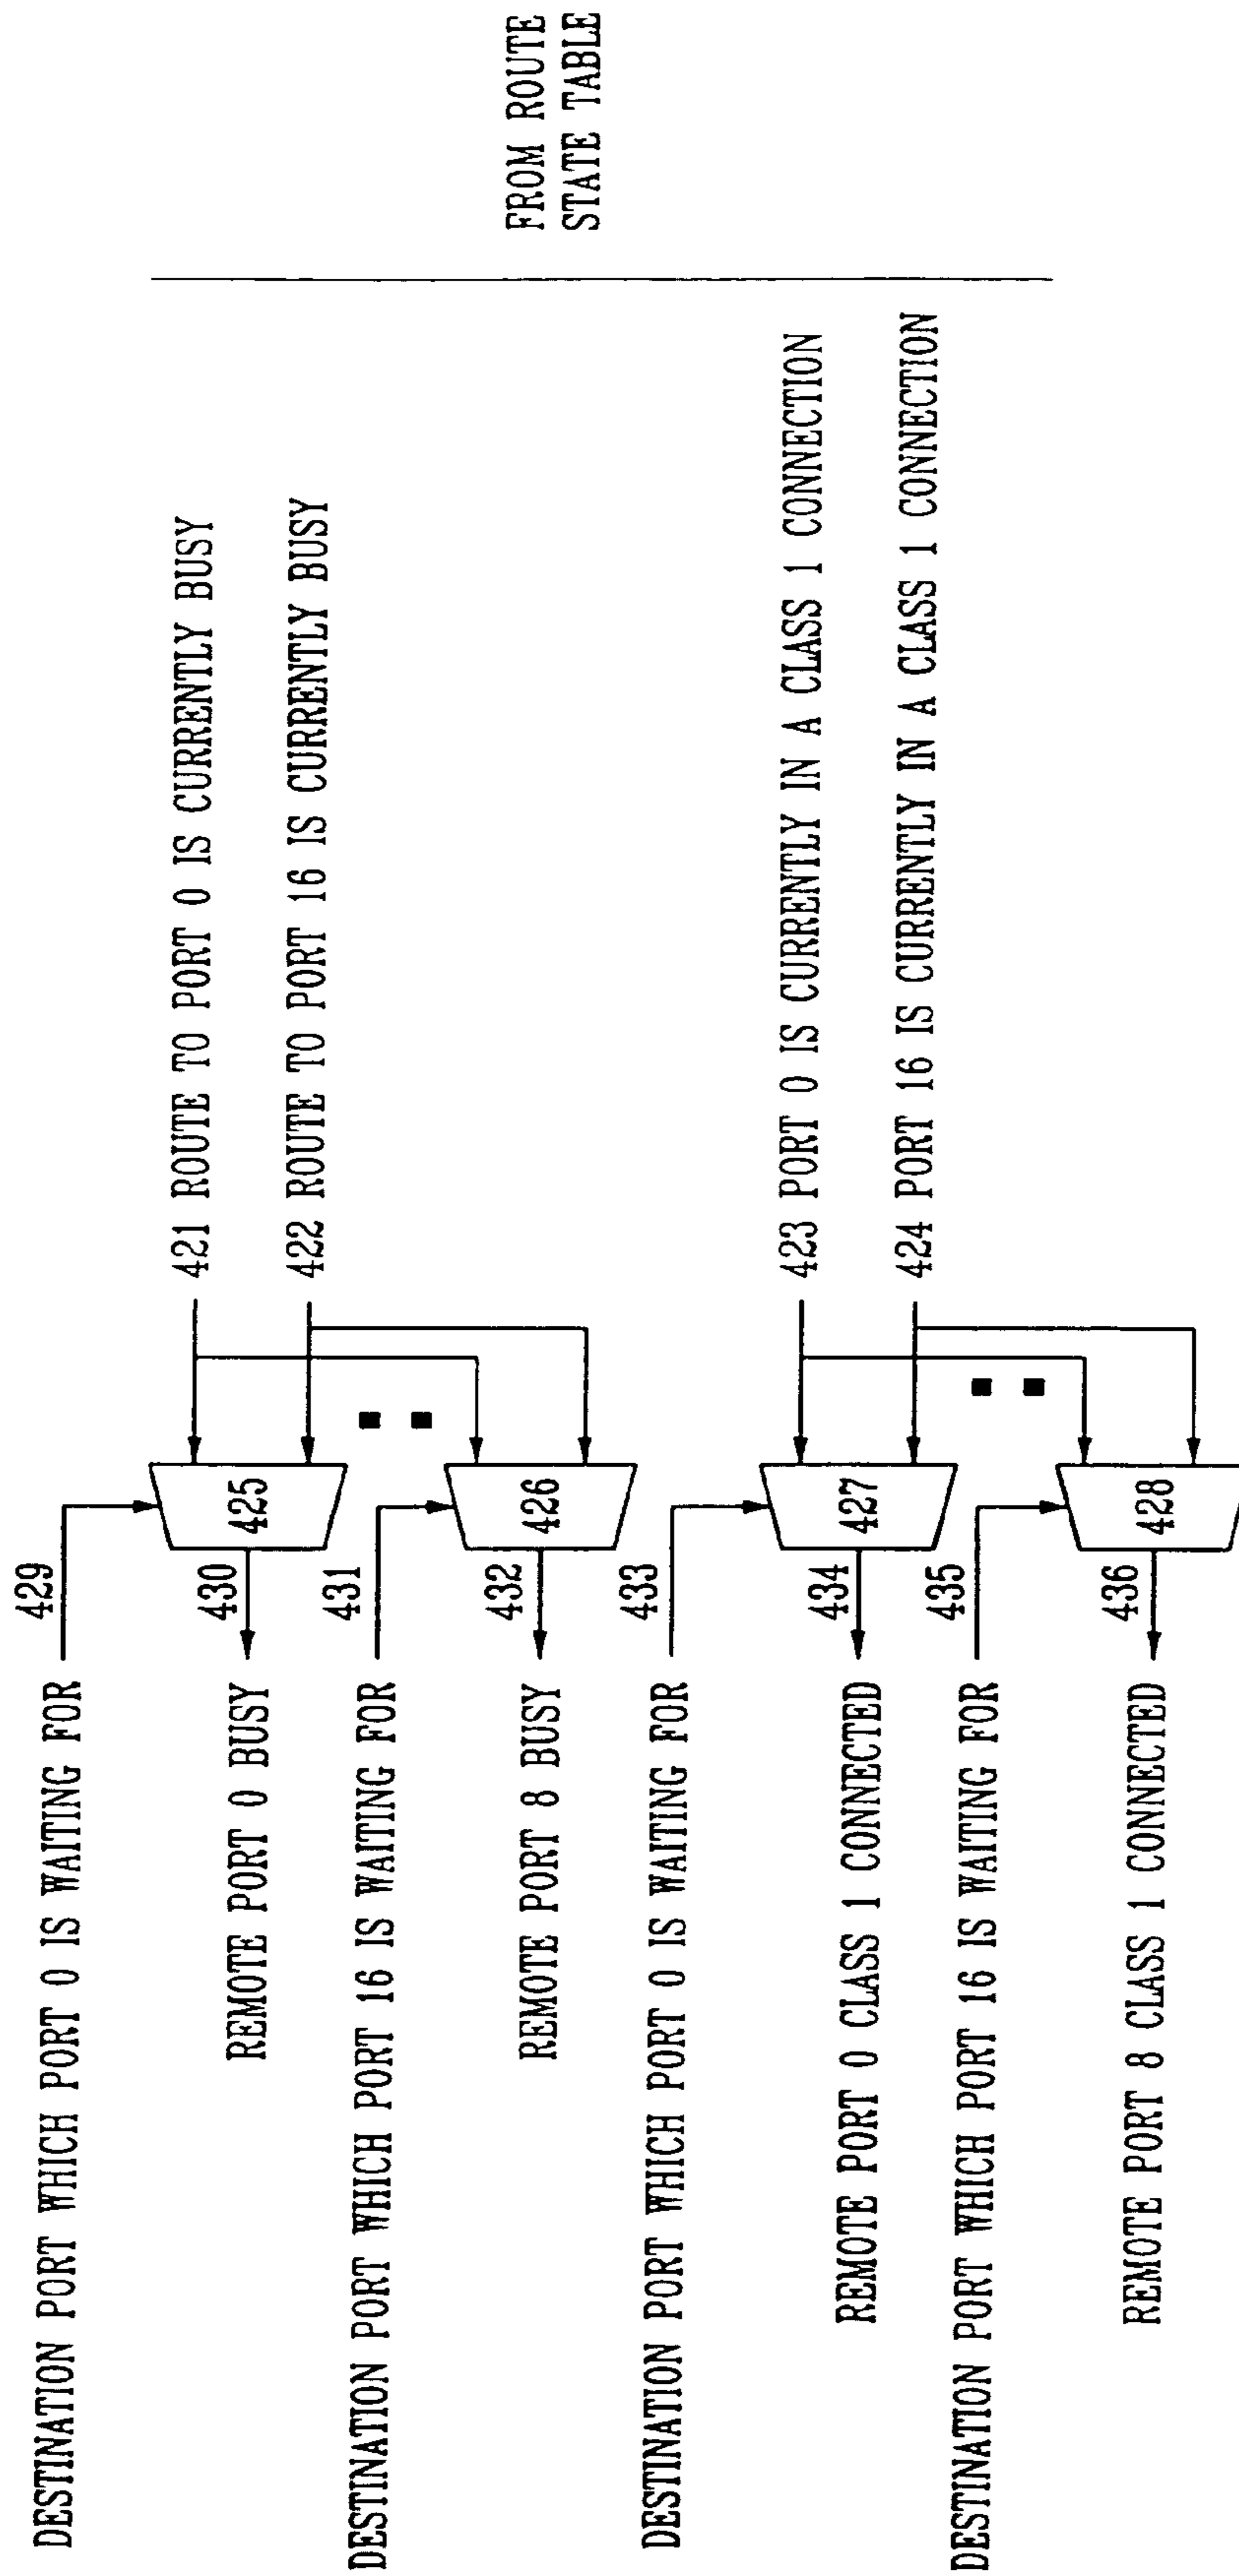 FROM ROUTE
STATE TABLE
421 ROUTE TO PORT 0 IS CURRENTLY BUSY
422 ROUTE TO PORT 16 IS CURRENTLY BUSY
423 PORT 0 IS CURRENTLY IN A CLASS 1 CONNECTION
424 PORT 16 IS CURRENTLY IN A CLASS 1 CONNECTION
425
426
427
428
429
430
431
432
433
434
435
436
DESTINATION PORT WHICH PORT 0 IS WAITING FOR
REMOTE PORT 0 BUSY
DESTINATION PORT WHICH PORT 16 IS WAITING FOR
REMOTE PORT 8 BUSY
DESTINATION PORT WHICH PORT 0 IS WAITING FOR
REMOTE PORT 0 CLASS 1 CONNECTED
DESTINATION PORT WHICH PORT 16 IS WAITING FOR
REMOTE PORT 8 CLASS 1 CONNECTED